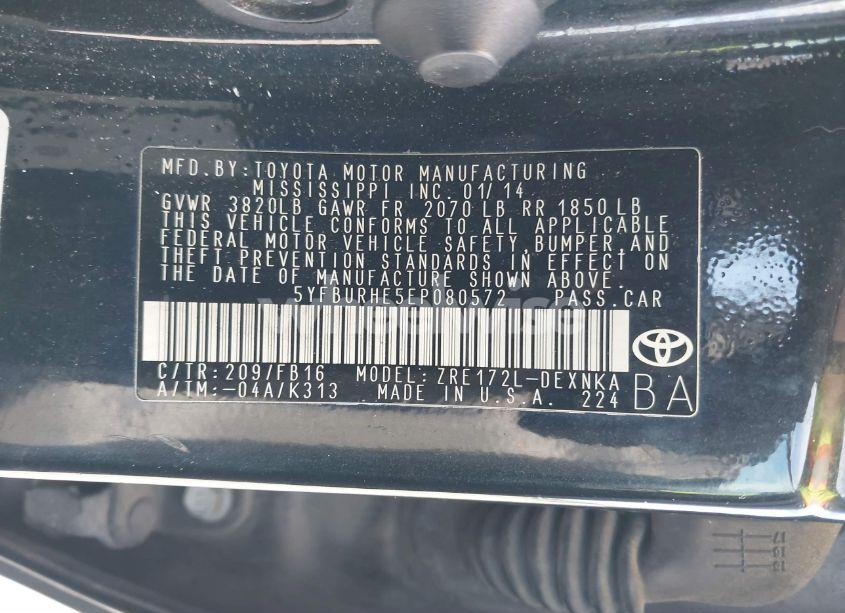 MFD.BY:TOYOTA MOTOR MANUFACTURING
MISSISSIPPI INC. 01/14
GVWR 3820LB GAWR FR 2070 LB RR 1850 LB
THIS VEHICLE CONFORMS TO ALL APPLICABLE
FEDERAL MOTOR VEHICLE SAFETY, BUMPER, AND
THEFT PREVENTION STANDARDS IN EFFECT ON
THE DATE OF MANUFACTURE SHOWN ABOVE.
5YFBURHE5EP080572 PASS.CAR
C/TR:209/FB16 MODEL:ZRE172L-DEXNKA
A/TM:-04A/K313 MADE IN U.S.A. 224 BA